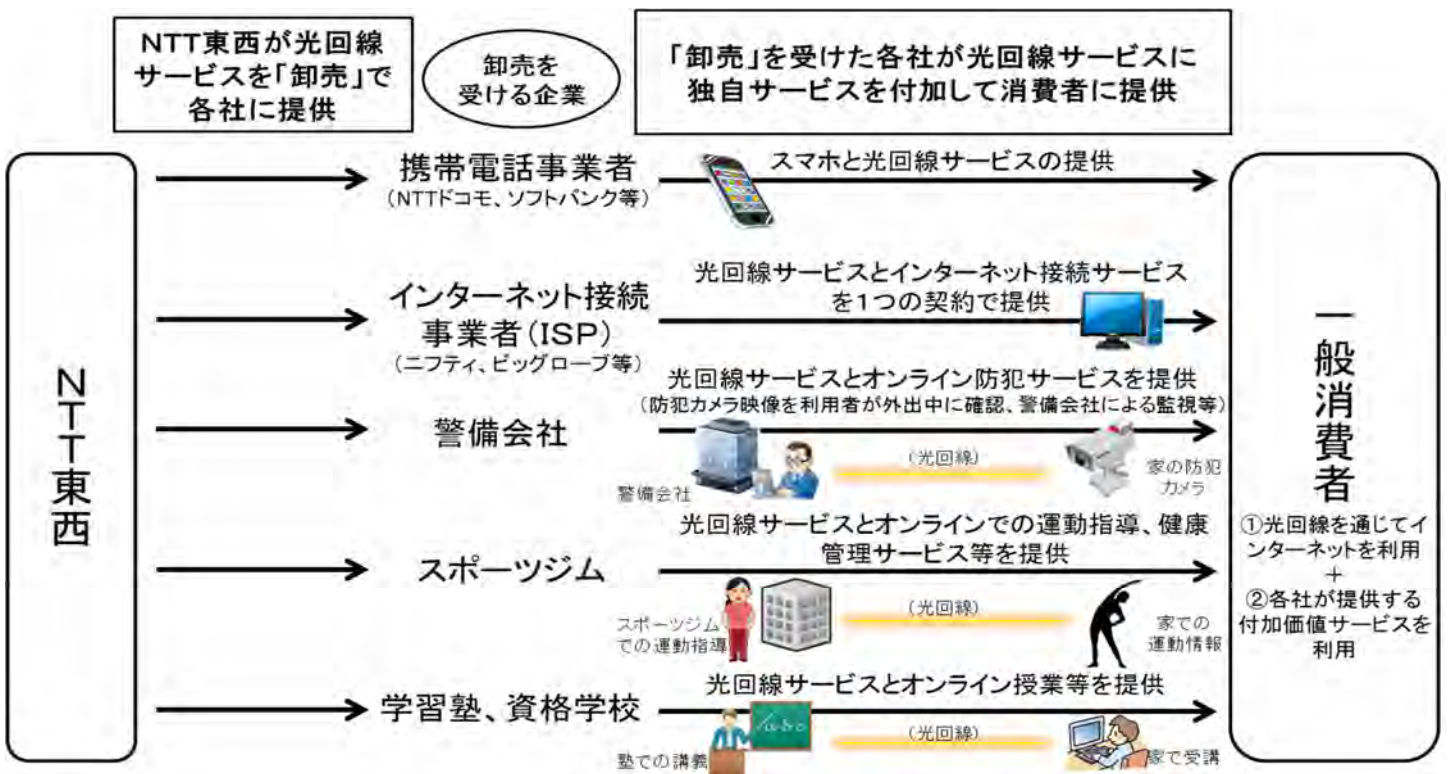 NTT東西が光回線
サービスを「卸売」で
各社に提供
卸売を
受ける企業
「卸売」を受けた各社が光回線サービスに
独自サービスを付加して消費者に提供
NTT東西
携帯電話事業者
(NTTドコモ、ソフトバンク等)
スマホと光回線サービスの提供
インターネット接続
事業者(ISP)
(ニフティ、ビッグローブ等)
光回線サービスとインターネット接続サービス
を1つの契約で提供
警備会社
光回線サービスとオンライン防犯サービスを提供
(防犯カメラ映像を利用者が外出中に確認、警備会社による監視等)
警備会社
(光回線)
家の防犯
カメラ
スポーツジム
光回線サービスとオンラインでの運動指導、健康
管理サービス等を提供
スポーツジム
での運動指導
(光回線)
家での
運動情報
学習塾、資格学校
光回線サービスとオンライン授業等を提供
塾での講義
abc
(光回線)
家で受講
一般消費者
①光回線を通じてイ
ンターネットを利用
+
②各社が提供する
付加価値サービスを
利用